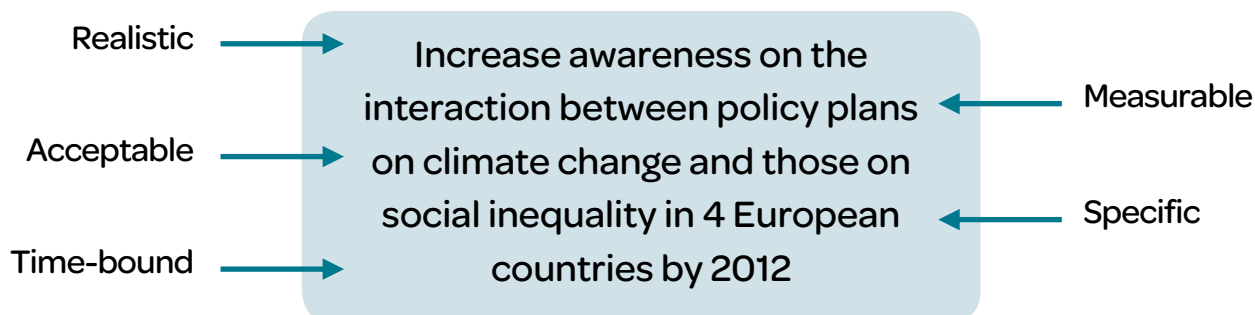 Realistic
Acceptable
Time-bound
Increase awareness on the
interaction between policy plans
on climate change and those on
social inequality in 4 European
countries by 2012
Measurable
Specific